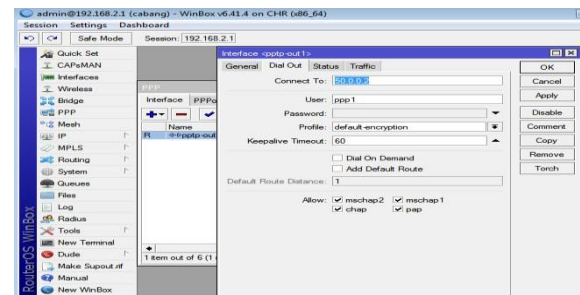 admin@192.168.2.1 (cabang) - WinBox v6.41.4 on CHR (x86_64)
Session Settings Dashboard
Safe Mode Session: 192.168.2.1
Quick Set
CAPsMAN
Interfaces
Wireless
Bridge
PPP
Mesh
IP
MPLS
Routing
System
Queues
Files
Log
Radius
Tools
New Terminal
Dude
Make Supout.rif
Manual
New WinBox
RouterOS WinBox
PPP
Interface PPPo
Name
R pptp-out
1 item out of 6 (1
Interface <pptp-out1>
General Dial Out Status Traffic
Connect To: 50.0.0.2
User: ppp1
Password:
Profile: default-encryption
Keepalive Timeout: 60
Dial On Demand
Add Default Route
Default Route Distance: 1
Allow: mschap2 mschap1
chap pap
OK
Cancel
Apply
Disable
Comment
Copy
Remove
Torch